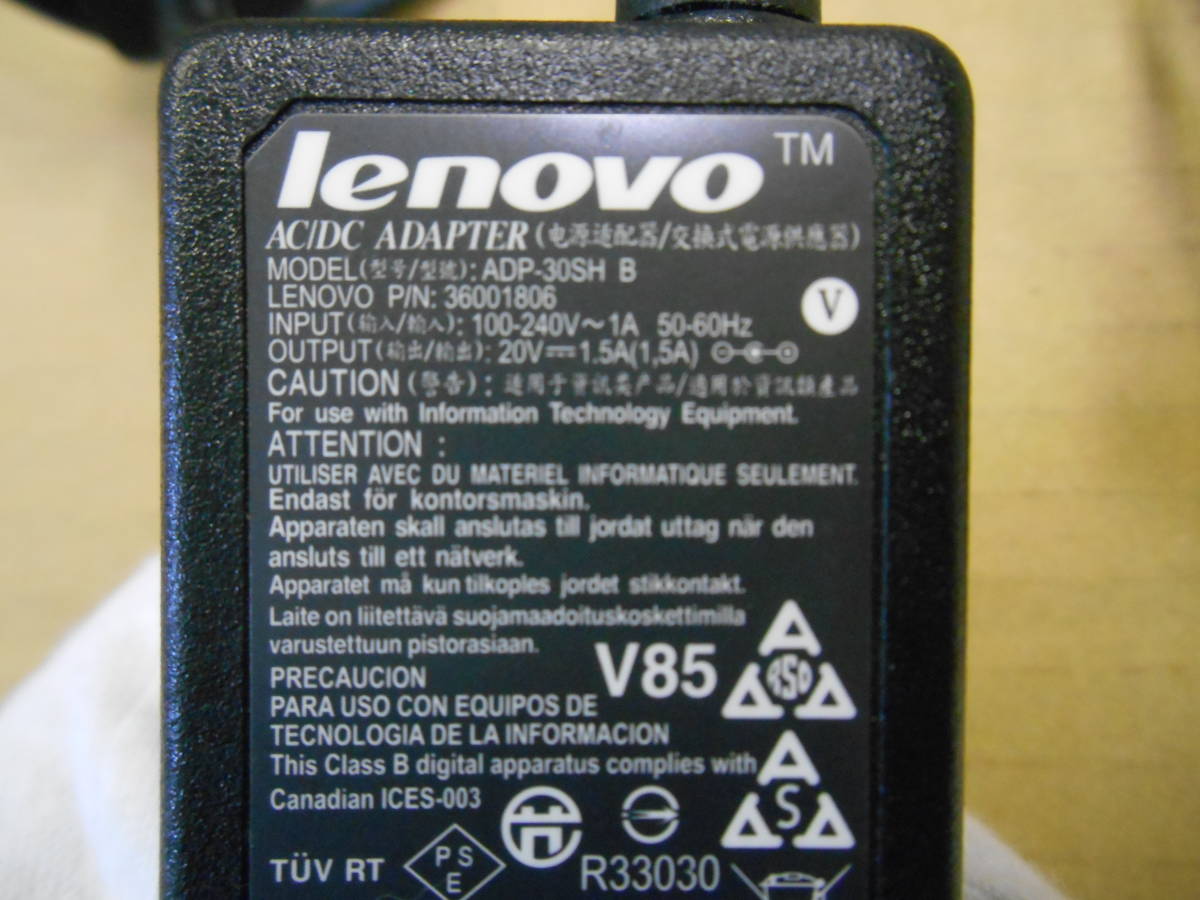 lenovo TM
AC/DC ADAPTER (电源适配器/交換式電源供應器)
MODEL(型号/型號): ADP-30SH B
LENOVO P/N: 36001806
V
INPUT(输入/輸入): 100-240V~1A 50-60Hz
OUTPUT(输出/輸出): 20V⎓1.5A(1,5A)
CAUTION (警告): 适用于资讯类产品/適用於資訊類產品
For use with Information Technology Equipment.
ATTENTION :
UTILISER AVEC DU MATERIEL INFORMATIQUE SEULEMENT.
Endast för kontorsmaskin.
Apparaten skall anslutas till jordat uttag när den
ansluts till ett nätverk.
Apparatet må kun tilkoples jordet stikkontakt.
Laite on liitettävä suojamaadoituskoskettimilla
varustettuun pistorasiaan.
V85
PRECAUCION
PARA USO CON EQUIPOS DE
TECNOLOGIA DE LA INFORMACION
This Class B digital apparatus complies with
Canadian ICES-003
S
TÜV RT
PS
E
R33030